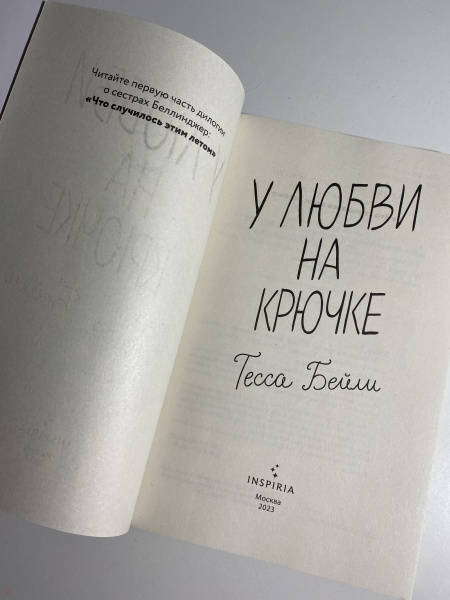 Читайте первую часть дилогии
о сестрах Беллинджер:
«Что случилось этим летом»
У ЛЮБВИ
НА
КРЮЧКЕ
Тесса Бейли
INSPIRIA
Москва
2023